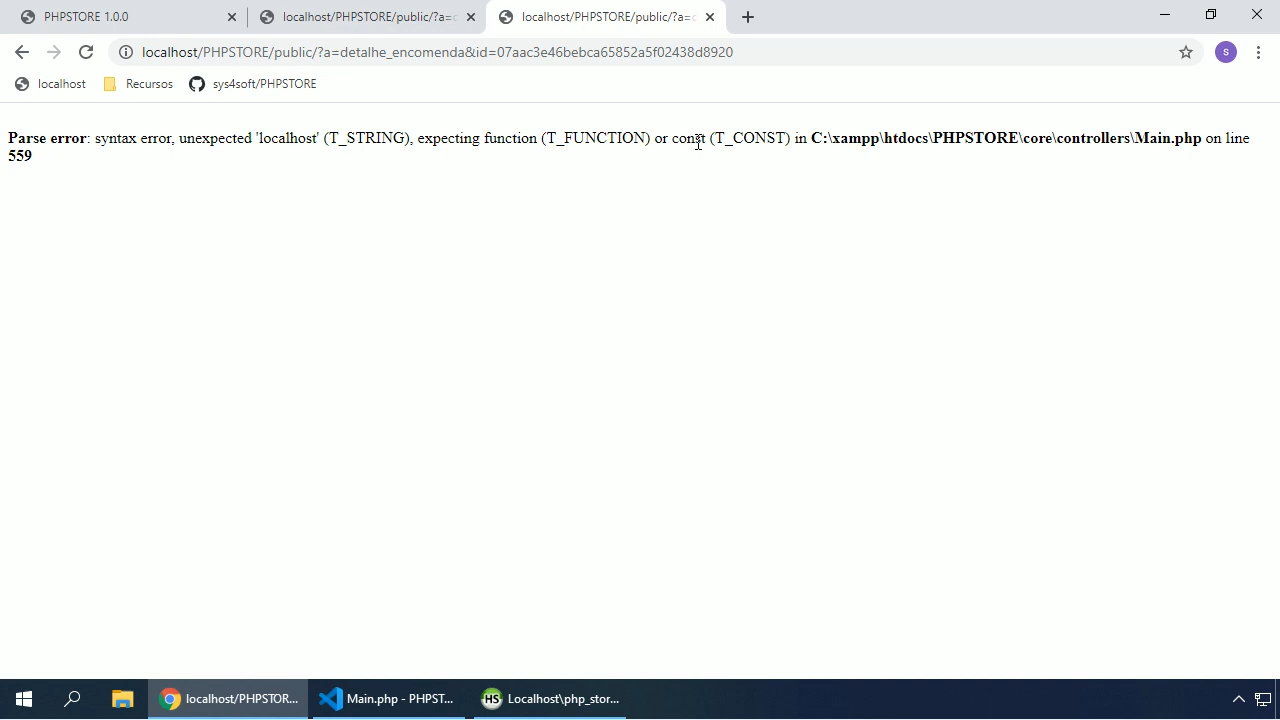 PHPSTORE 1.0.0
localhost/PHPSTORE/public/?a=c
localhost/PHPSTORE/public/?a=c
localhost/PHPSTORE/public/?a=detalhe_encomenda&id=07aac3e46bebca65852a5f02438d8920
s
localhost
Recursos
sys4soft/PHPSTORE
Parse error: syntax error, unexpected 'localhost' (T_STRING), expecting function (T_FUNCTION) or const (T_CONST) in C:\xampp\htdocs\PHPSTORE\core\controllers\Main.php on line
559
localhost/PHPSTOR...
Main.php - PHPST...
HS
Localhost\php_stor...